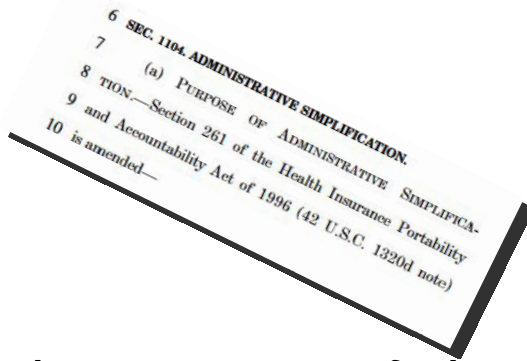 6 SEC. 1104. ADMINISTRATIVE SIMPLIFICATION.
7 (a) PURPOSE OF ADMINISTRATIVE SIMPLIFICA-
8 TION.—Section 261 of the Health Insurance Portability
9 and Accountability Act of 1996 (42 U.S.C. 1320d note)
10 is amended—